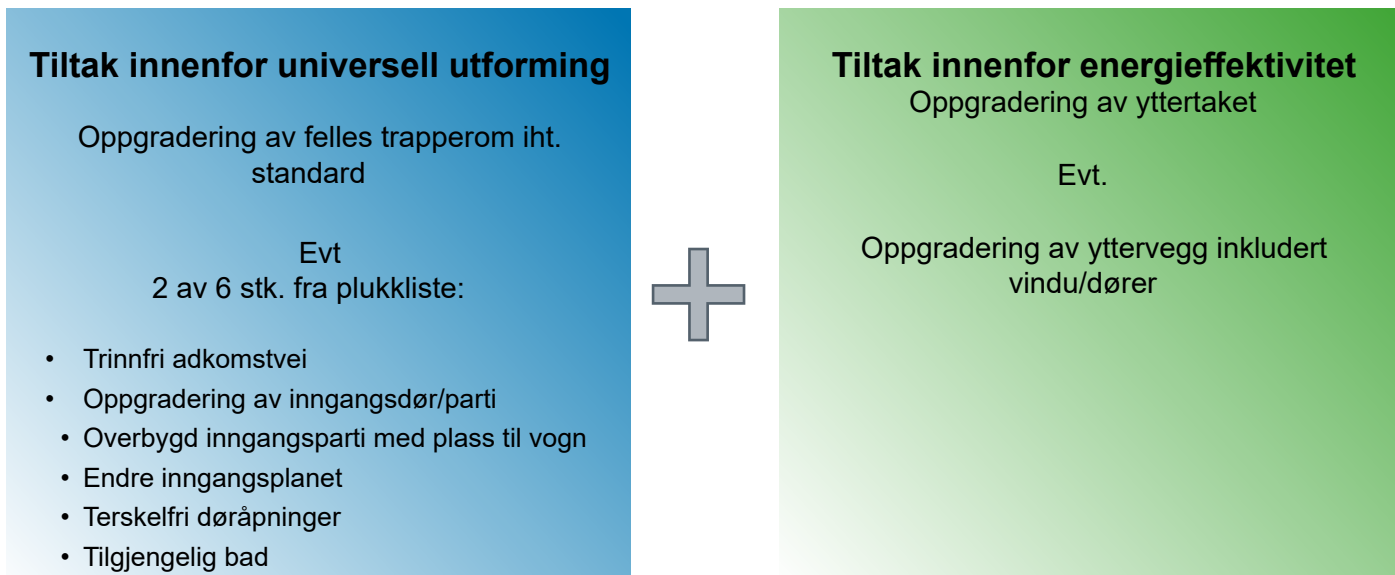 Tiltak innenfor universell utforming
Oppgradering av felles trapperom iht.
standard
Evt
2 av 6 stk. fra plukkliste:
• Trinnfri adkomstvei
• Oppgradering av inngangsdør/parti
• Overbygd inngangsparti med plass til vogn
• Endre inngangsplanet
• Terskelfri døråpninger
• Tilgjengelig bad
Tiltak innenfor energieffektivitet
Oppgradering av yttertaket
Evt.
Oppgradering av yttervegg inkludert
vindu/dører